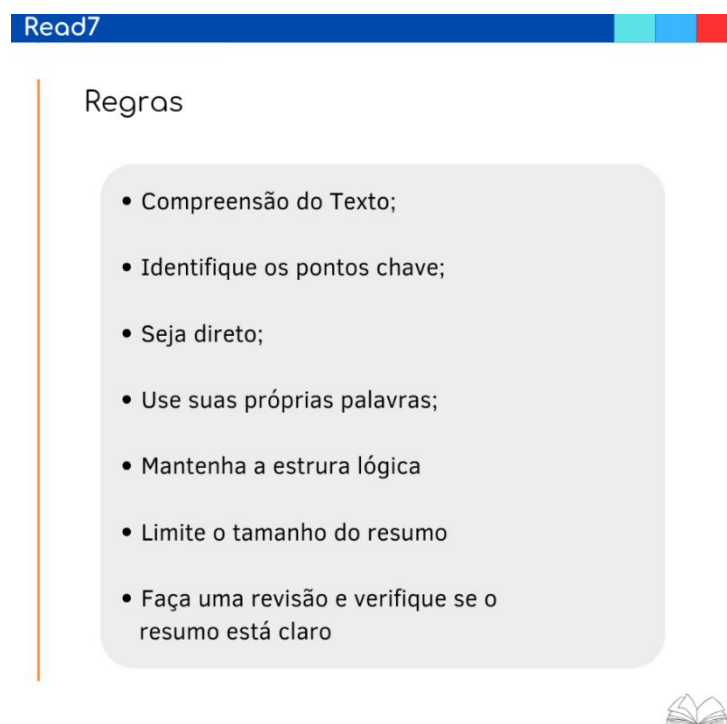 Read7
Regras
• Compreensão do Texto;
• Identifique os pontos chave;
• Seja direto;
• Use suas próprias palavras;
• Mantenha a estrura lógica
• Limite o tamanho do resumo
• Faça uma revisão e verifique se o
resumo está claro